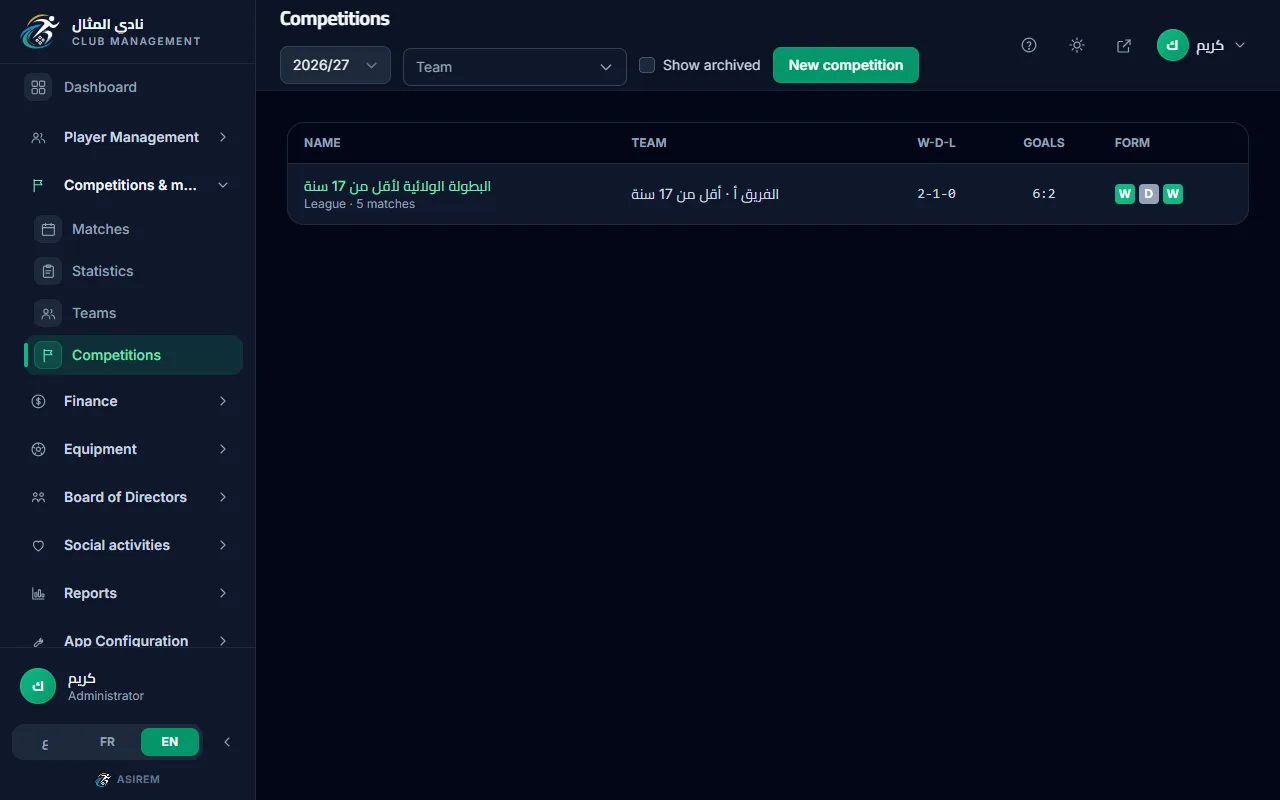 نادي المثال
CLUB MANAGEMENT
Dashboard
Player Management
Competitions & m...
Matches
Statistics
Teams
Competitions
Finance
Equipment
Board of Directors
Social activities
Reports
App Configuration
ك
كريم
Administrator
ع FR EN
ASIREM
Competitions
2026/27 Team Show archived New competition
ك كريم
NAME TEAM W-D-L GOALS FORM
البطولة الولائية لأقل من 17 سنة
League · 5 matches
الفريق أ · أقل من 17 سنة
2-1-0 6:2 W D W